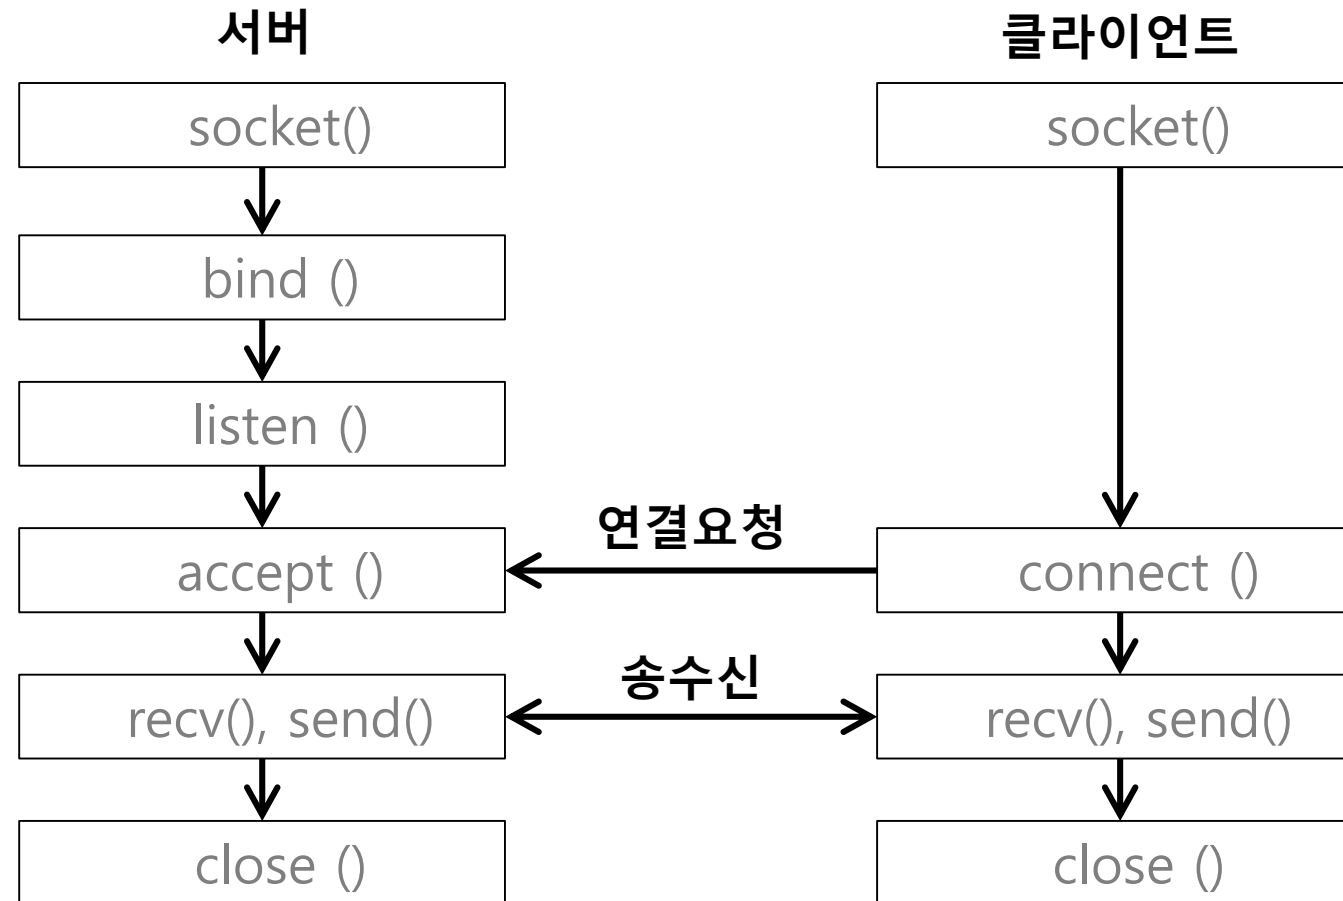 서버
클라이언트
socket()
socket()
bind ()
listen ()
연결요청
accept ()
connect ()
송수신
recv(), send()
recv(), send()
close ()
close ()